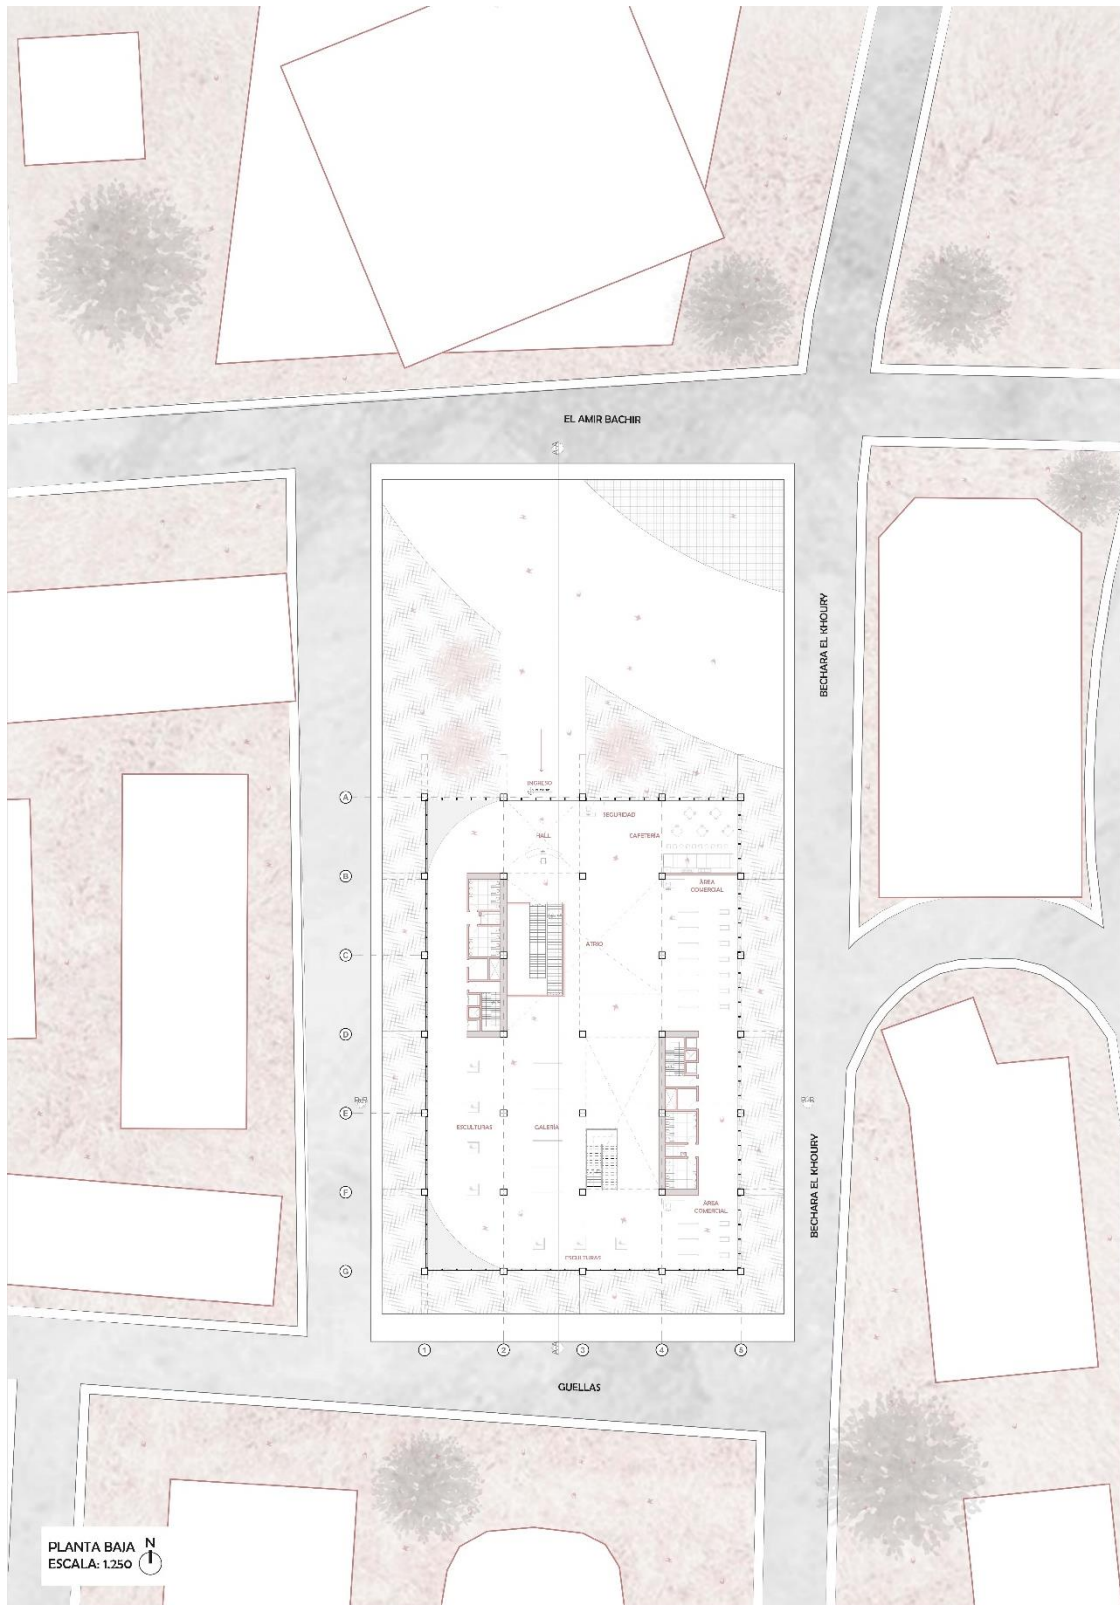 EL AMIR BACHIR
A-A
BECHARA EL KHOURY
INGRESO
A
SEGURIDAD
HALL
CAFETERÍA
B
ÁREA
COMERCIAL
ATRIO
C
D
B-B
B-B
E
ESCULTURAS
GALERÍA
BECHARA EL KHOURY
F
ÁREA
COMERCIAL
ESCULTURAS
G
1
2
A-A
3
4
5
GUELLAS
PLANTA BAJA
ESCALA: 1.250
N